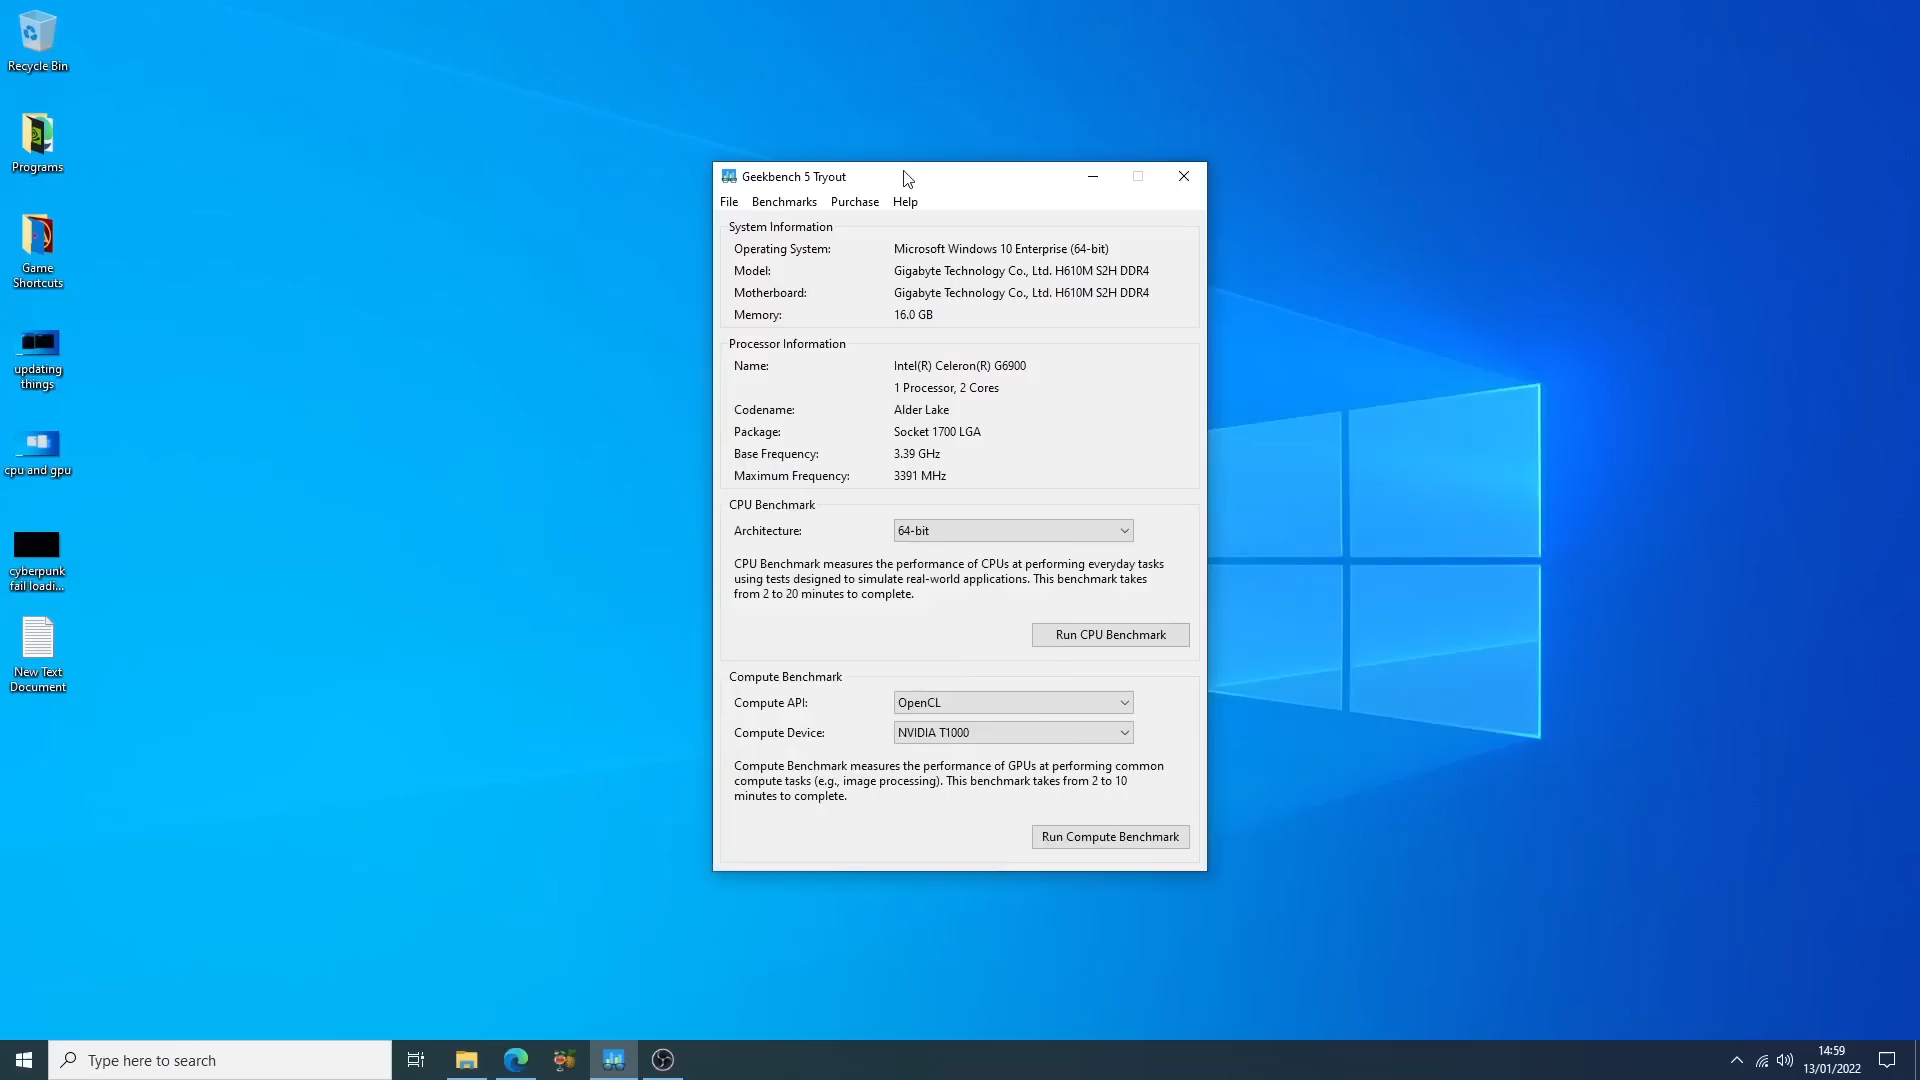 Recycle Bin
Programs
Game
Shortcuts
updating
things
cpu and gpu
cyberpunk
fail loadi...
New Text
Document
Geekbench 5 Tryout
File Benchmarks Purchase Help
System Information
Operating System: Microsoft Windows 10 Enterprise (64-bit)
Model: Gigabyte Technology Co., Ltd. H610M S2H DDR4
Motherboard: Gigabyte Technology Co., Ltd. H610M S2H DDR4
Memory: 16.0 GB
Processor Information
Name: Intel(R) Celeron(R) G6900
1 Processor, 2 Cores
Codename: Alder Lake
Package: Socket 1700 LGA
Base Frequency: 3.39 GHz
Maximum Frequency: 3391 MHz
CPU Benchmark
Architecture: 64-bit
CPU Benchmark measures the performance of CPUs at performing everyday tasks
using tests designed to simulate real-world applications. This benchmark takes
from 2 to 20 minutes to complete.
Run CPU Benchmark
Compute Benchmark
Compute API: OpenCL
Compute Device: NVIDIA T1000
Compute Benchmark measures the performance of GPUs at performing common
compute tasks (e.g., image processing). This benchmark takes from 2 to 10
minutes to complete.
Run Compute Benchmark
Type here to search
14:59
13/01/2022